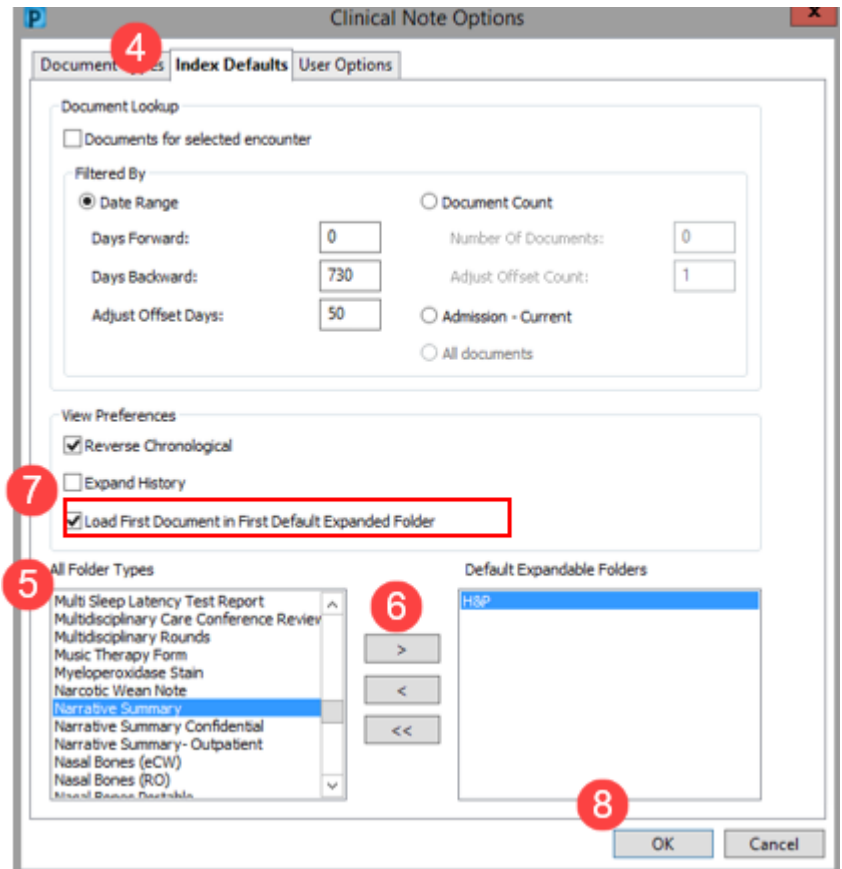 P Clinical Note Options x
4
Document Types Index Defaults User Options
Document Lookup
Documents for selected encounter
Filtered By
Date Range Document Count
Days Forward: 0 Number Of Documents: 0
Days Backward: 730 Adjust Offset Count: 1
Adjust Offset Days: 50 Admission - Current
All documents
View Preferences
Reverse Chronological
7 Expand History
Load First Document in First Default Expanded Folder
5 All Folder Types Default Expandable Folders
Multi Sleep Latency Test Report 6 H&P
Multidisciplinary Care Conference Review
Multidisciplinary Rounds
Music Therapy Form >
Myeloperoxidase Stain
Narcotic Wean Note <
Narrative Summary
Narrative Summary Confidential <<
Narrative Summary- Outpatient
Nasal Bones (eCW)
Nasal Bones (RO)
Nasal Bones Portable
8
OK Cancel